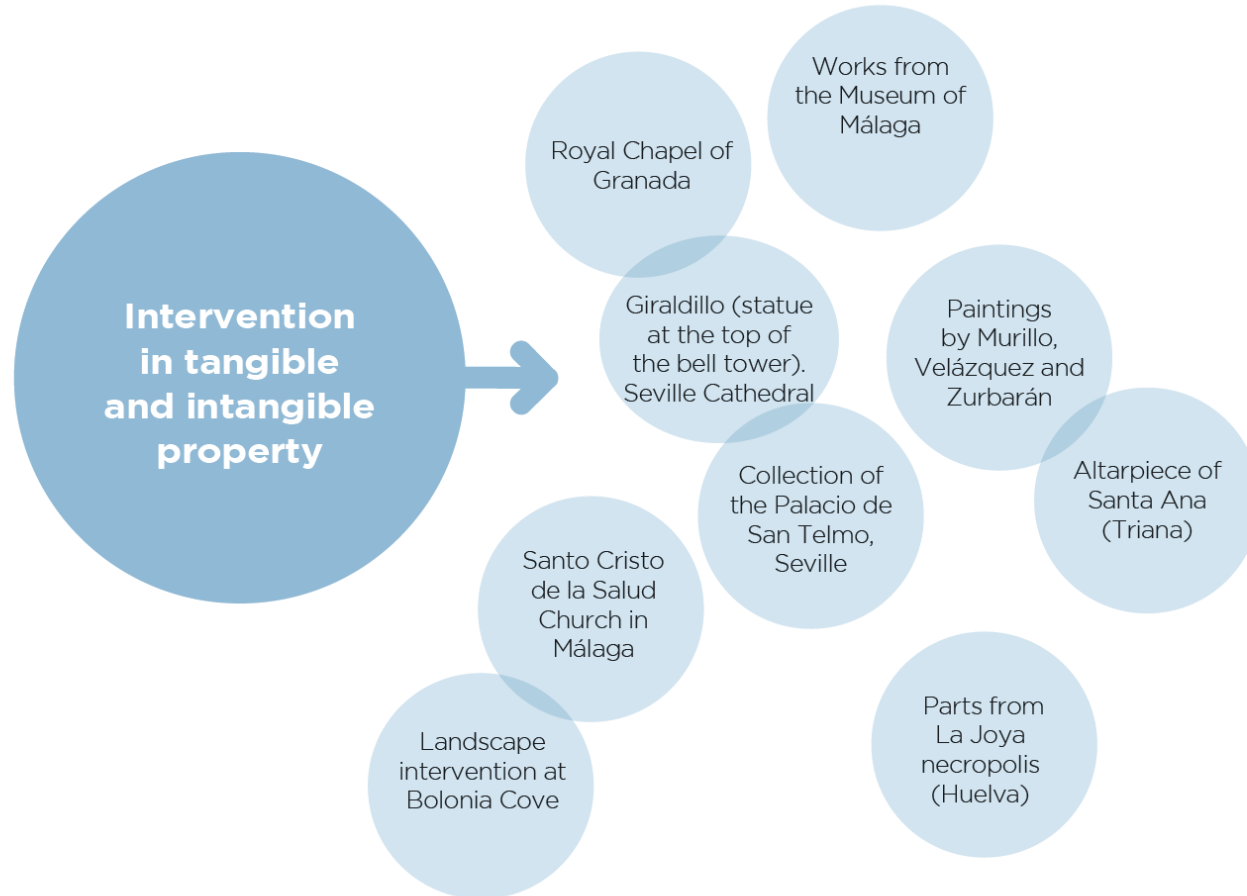 Intervention
in tangible
and intangible
property
Works from
the Museum of
Málaga
Royal Chapel of
Granada
Giraldillo (statue
at the top of
the bell tower).
Seville Cathedral
Paintings
by Murillo,
Velázquez and
Zurbarán
Altarpiece of
Santa Ana
(Triana)
Collection of
the Palacio de
San Telmo,
Seville
Santo Cristo
de la Salud
Church in
Málaga
Landscape
intervention at
Bolonia Cove
Parts from
La Joya
necropolis
(Huelva)